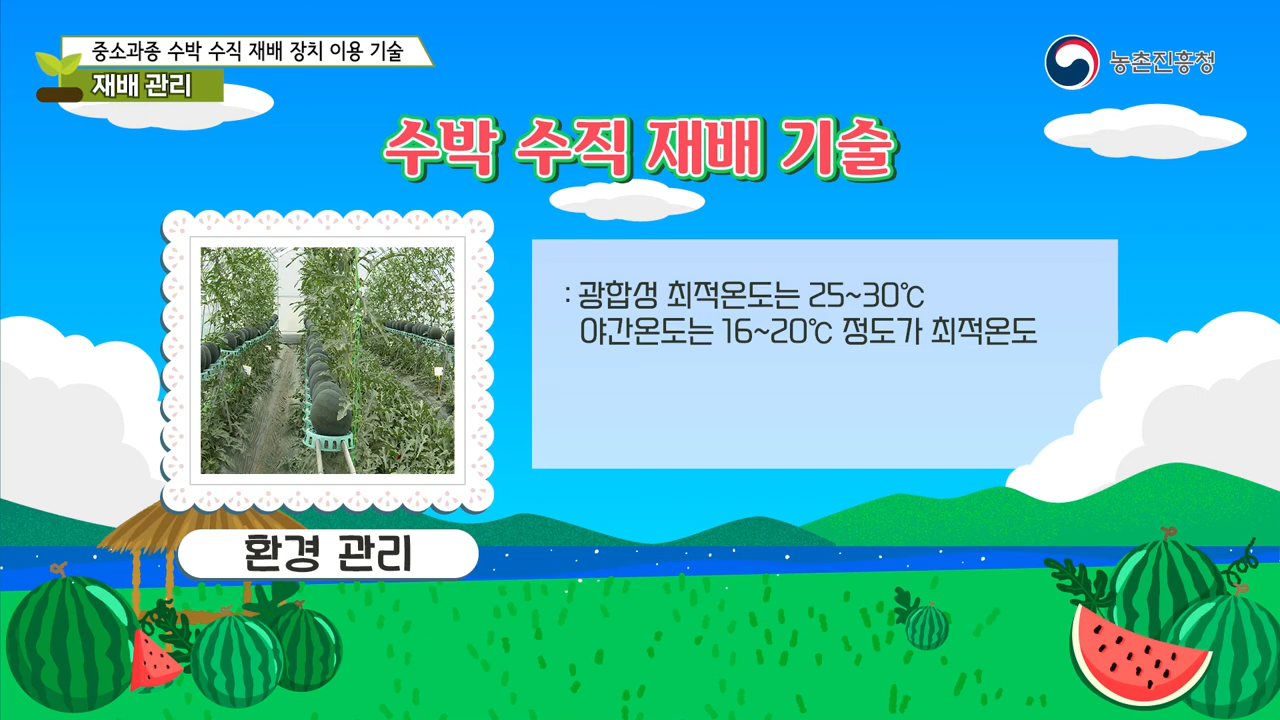 중소과종 수박 수직 재배 장치 이용 기술
재배 관리
농촌진흥청
수박 수직 재배 기술
: 광합성 최적온도는 25~30℃
야간온도는 16~20℃ 정도가 최적온도
환경 관리